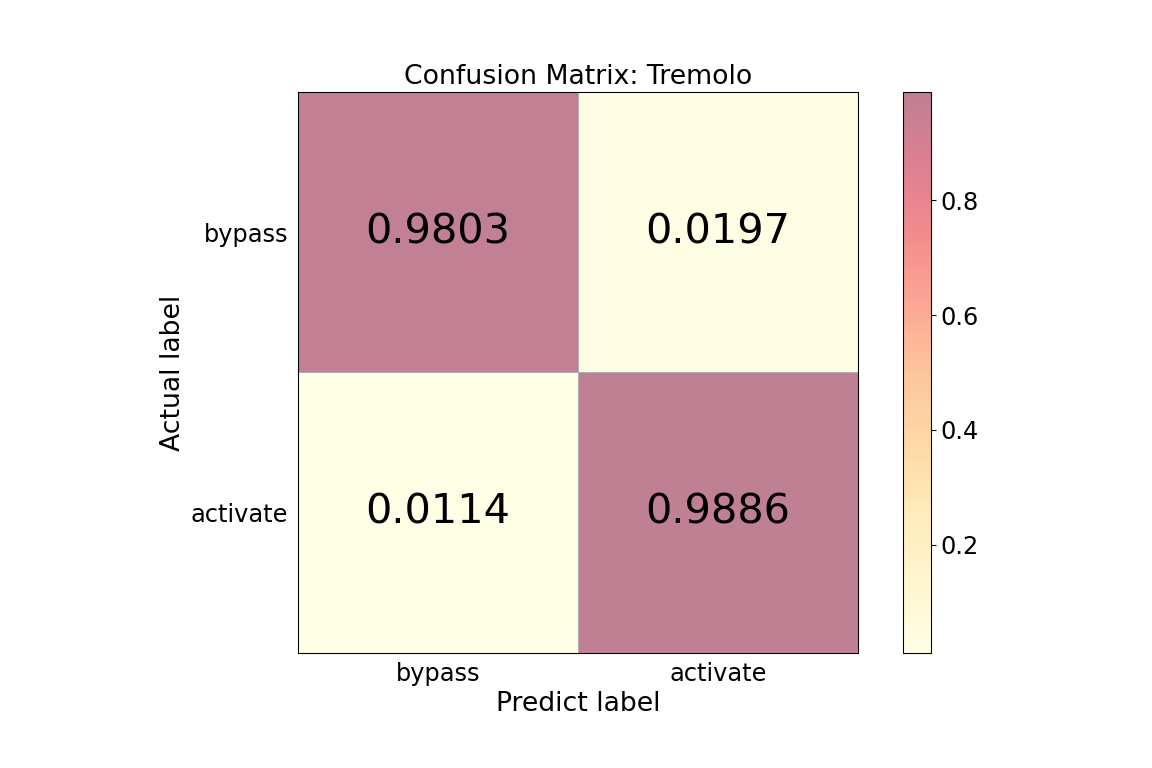 Confusion Matrix: Tremolo
Actual label
bypass
0.9803
0.0197
activate
0.0114
0.9886
bypass
activate
Predict label
0.8
0.6
0.4
0.2